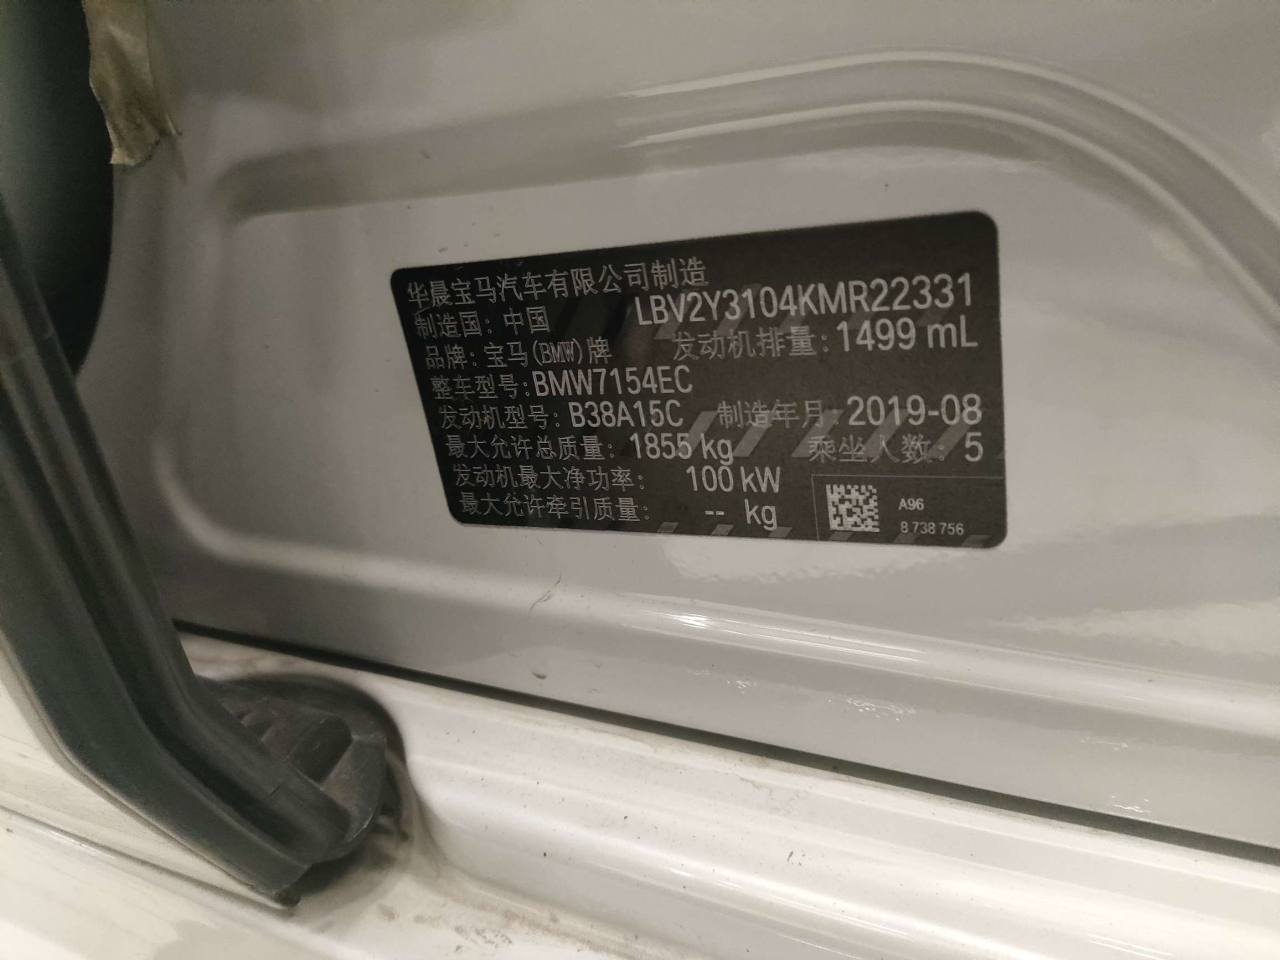 华晨宝马汽车有限公司制造
制造国: 中国 LBV2Y3104KMR22331
品牌: 宝马(BMW)牌 发动机排量: 1499 mL
整车型号: BMW7154EC
发动机型号: B38A15C 制造年月: 2019-08
最大允许总质量: 1855 kg 乘坐人数: 5
发动机最大净功率: 100 kW
最大允许牵引质量: -- kg
A96
8 738 756